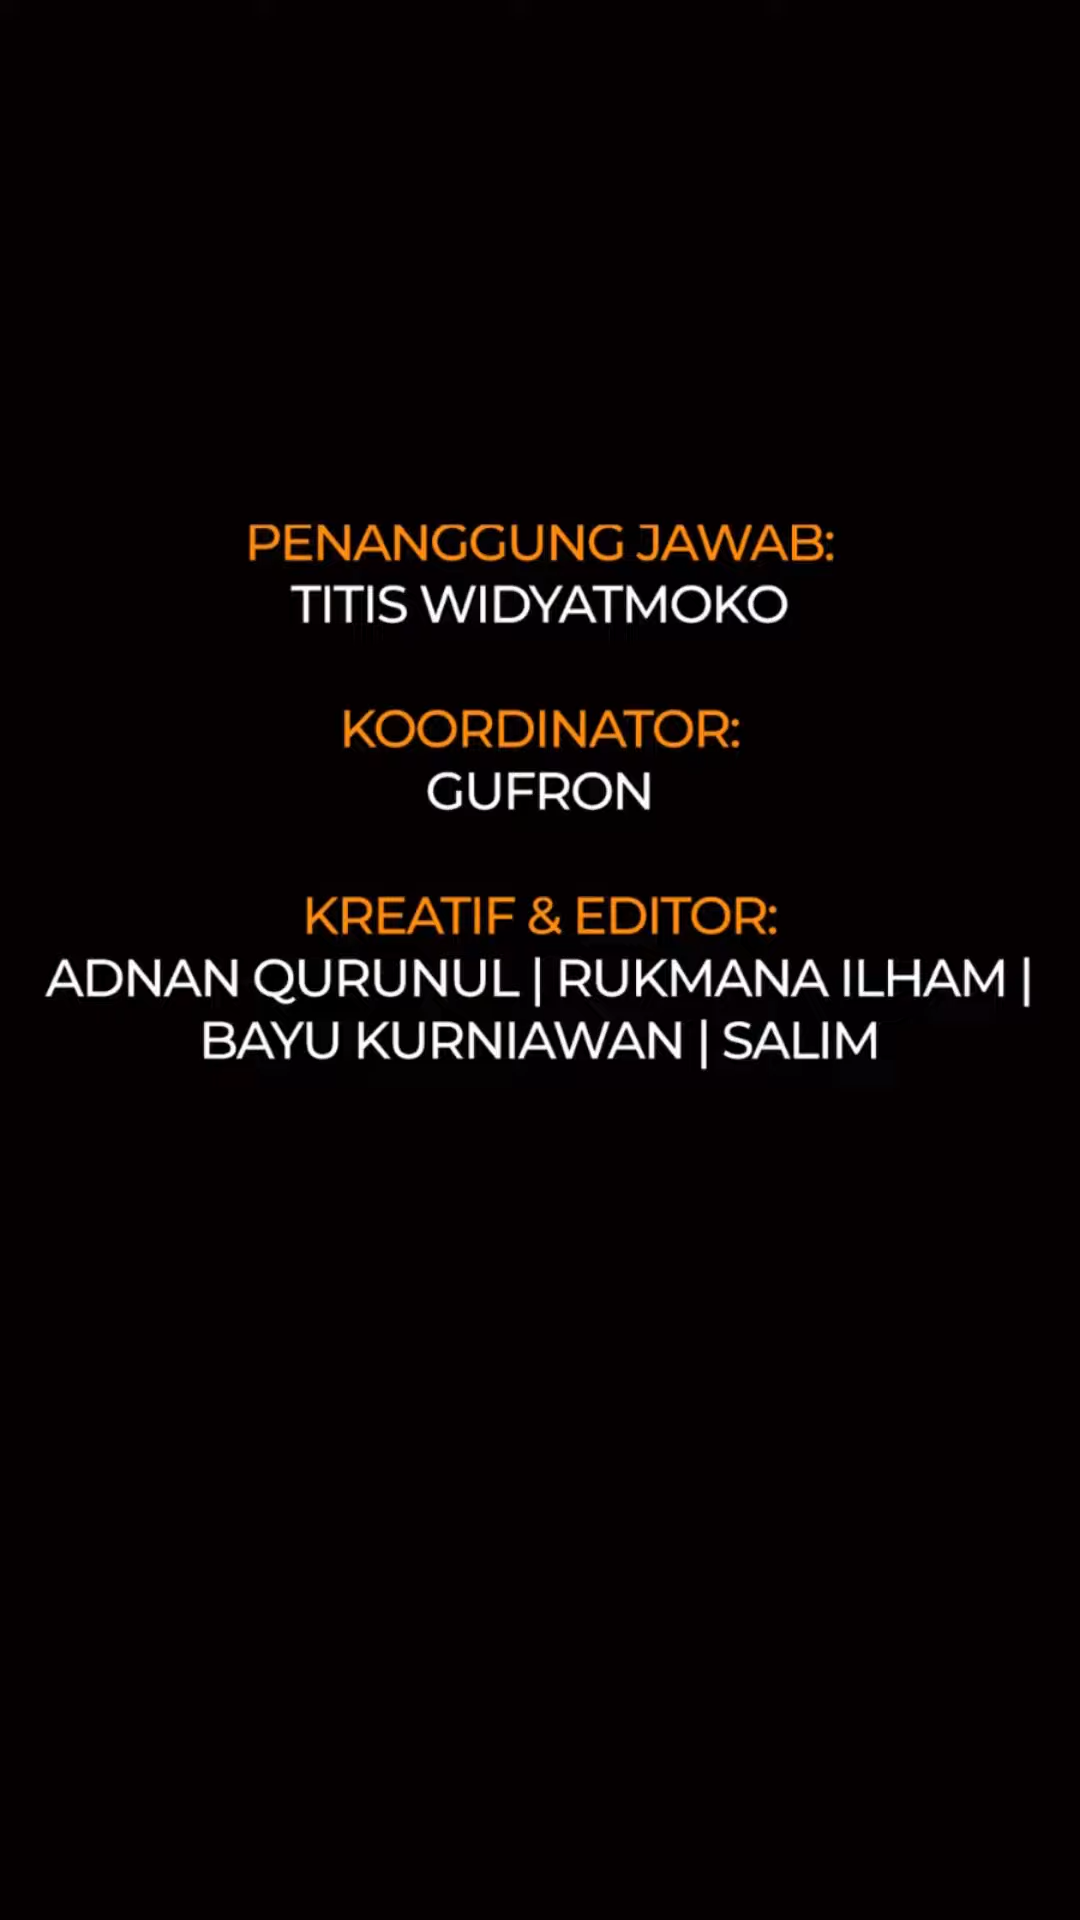 PENANGGUNG JAWAB:
TITIS WIDYATMOKO
KOORDINATOR:
GUFRON
KREATIF & EDITOR:
ADNAN QURUNUL | RUKMANA ILHAM |
BAYU KURNIAWAN | SALIM